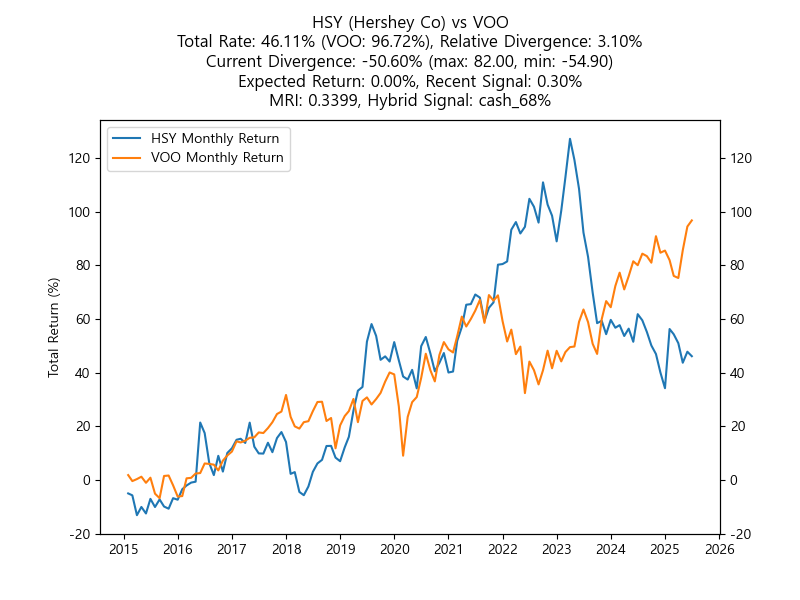 HSY (Hershey Co) vs VOO
Total Rate: 46.11% (VOO: 96.72%), Relative Divergence: 3.10%
Current Divergence: -50.60% (max: 82.00, min: -54.90)
Expected Return: 0.00%, Recent Signal: 0.30%
MRI: 0.3399, Hybrid Signal: cash_68%
HSY Monthly Return
VOO Monthly Return
Total Return (%)
120 120
100 100
80 80
60 60
40 40
20 20
0 0
-20 -20
2015 2016 2017 2018 2019 2020 2021 2022 2023 2024 2025 2026